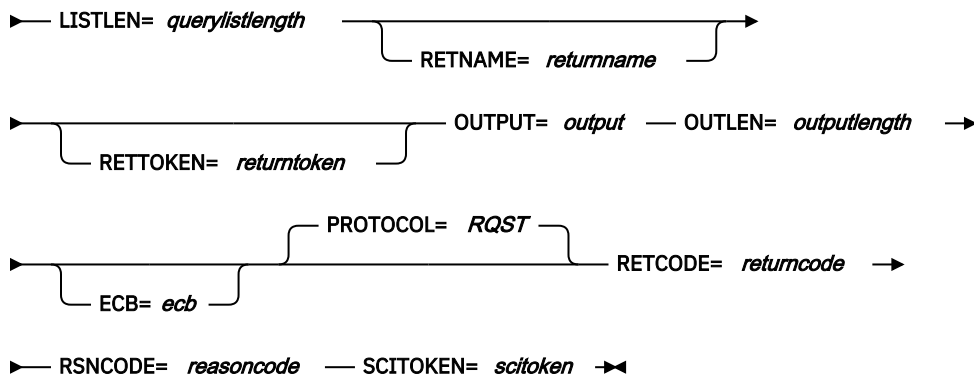 LISTLEN= querylistlength
RETNAME= returnname
RETTOKEN= returntoken
OUTPUT= output
OUTLEN= outputlength
ECB= ecb
PROTOCOL= RQST
RETCODE= returncode
RSNCODE= reasoncode
SCITOKEN= scitoken